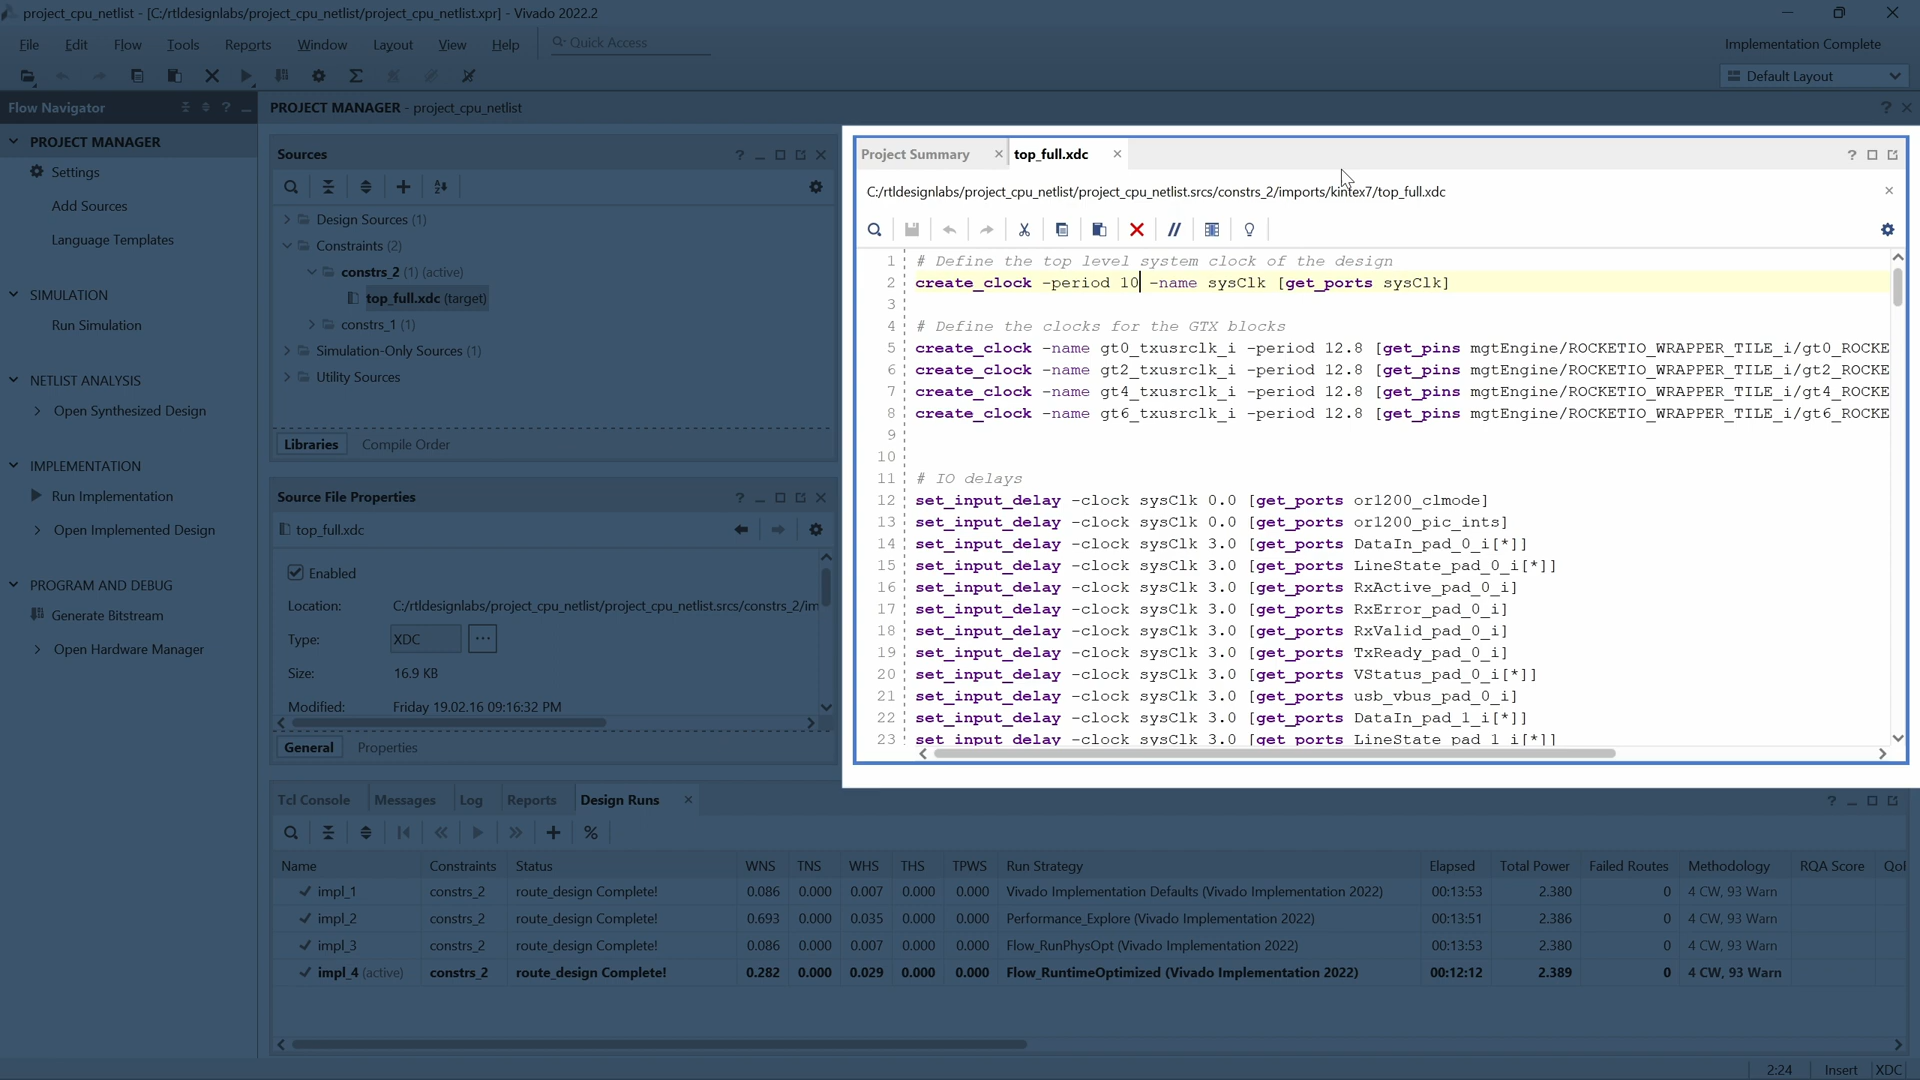 project_cpu_netlist - [C:/rtldesignlabs/project_cpu_netlist/project_cpu_netlist.xpr] - Vivado 2022.2
File Edit Flow Tools Reports Window Layout View Help Quick Access
Implementation Complete
Default Layout
Flow Navigator
PROJECT MANAGER - project_cpu_netlist
PROJECT MANAGER
Settings
Add Sources
Language Templates
SIMULATION
Run Simulation
NETLIST ANALYSIS
Open Synthesized Design
IMPLEMENTATION
Run Implementation
Open Implemented Design
PROGRAM AND DEBUG
Generate Bitstream
Open Hardware Manager
Sources
Design Sources (1)
Constraints (2)
constrs_2 (1) (active)
top_full.xdc (target)
constrs_1 (1)
Simulation-Only Sources (1)
Utility Sources
Libraries Compile Order
Source File Properties
top_full.xdc
Enabled
Location: C:/rtldesignlabs/project_cpu_netlist/project_cpu_netlist.srcs/constrs_2/im
Type: XDC ...
Size: 16.9 KB
Modified: Friday 19.02.16 09:16:32 PM
General Properties
Project Summary top_full.xdc
C:/rtldesignlabs/project_cpu_netlist/project_cpu_netlist.srcs/constrs_2/imports/kintex7/top_full.xdc
1 # Define the top level system clock of the design
2 create_clock -period 10 -name sysClk [get_ports sysClk]
3
4 # Define the clocks for the GTX blocks
5 create_clock -name gt0_txusrclk_i -period 12.8 [get_pins mgtEngine/ROCKETIO_WRAPPER_TILE_i/gt0_ROCKE
6 create_clock -name gt2_txusrclk_i -period 12.8 [get_pins mgtEngine/ROCKETIO_WRAPPER_TILE_i/gt2_ROCKE
7 create_clock -name gt4_txusrclk_i -period 12.8 [get_pins mgtEngine/ROCKETIO_WRAPPER_TILE_i/gt4_ROCKE
8 create_clock -name gt6_txusrclk_i -period 12.8 [get_pins mgtEngine/ROCKETIO_WRAPPER_TILE_i/gt6_ROCKE
9
10
11 # IO delays
12 set_input_delay -clock sysClk 0.0 [get_ports or1200_clmode]
13 set_input_delay -clock sysClk 0.0 [get_ports or1200_pic_ints]
14 set_input_delay -clock sysClk 3.0 [get_ports DataIn_pad_0_i[*]]
15 set_input_delay -clock sysClk 3.0 [get_ports LineState_pad_0_i[*]]
16 set_input_delay -clock sysClk 3.0 [get_ports RxActive_pad_0_i]
17 set_input_delay -clock sysClk 3.0 [get_ports RxError_pad_0_i]
18 set_input_delay -clock sysClk 3.0 [get_ports RxValid_pad_0_i]
19 set_input_delay -clock sysClk 3.0 [get_ports TxReady_pad_0_i]
20 set_input_delay -clock sysClk 3.0 [get_ports VStatus_pad_0_i[*]]
21 set_input_delay -clock sysClk 3.0 [get_ports usb_vbus_pad_0_i]
22 set_input_delay -clock sysClk 3.0 [get_ports DataIn_pad_1_i[*]]
23 set_input_delay -clock sysClk 3.0 [get_ports LineState_pad_1_i[*]]
Tcl Console Messages Log Reports Design Runs
Name Constraints Status WNS TNS WHS THS TPWS Run Strategy Elapsed Total Power Failed Routes Methodology RQA Score QoI
impl_1 constrs_2 route_design Complete! 0.086 0.000 0.007 0.000 0.000 Vivado Implementation Defaults (Vivado Implementation 2022) 00:13:53 2.380 0 4 CW, 93 Warn
impl_2 constrs_2 route_design Complete! 0.693 0.000 0.035 0.000 0.000 Performance_Explore (Vivado Implementation 2022) 00:13:51 2.386 0 4 CW, 93 Warn
impl_3 constrs_2 route_design Complete! 0.086 0.000 0.007 0.000 0.000 Flow_RunPhysOpt (Vivado Implementation 2022) 00:13:53 2.380 0 4 CW, 93 Warn
impl_4 (active) constrs_2 route_design Complete! 0.282 0.000 0.029 0.000 0.000 Flow_RuntimeOptimized (Vivado Implementation 2022) 00:12:12 2.389 0 4 CW, 93 Warn
2:24 Insert XDC